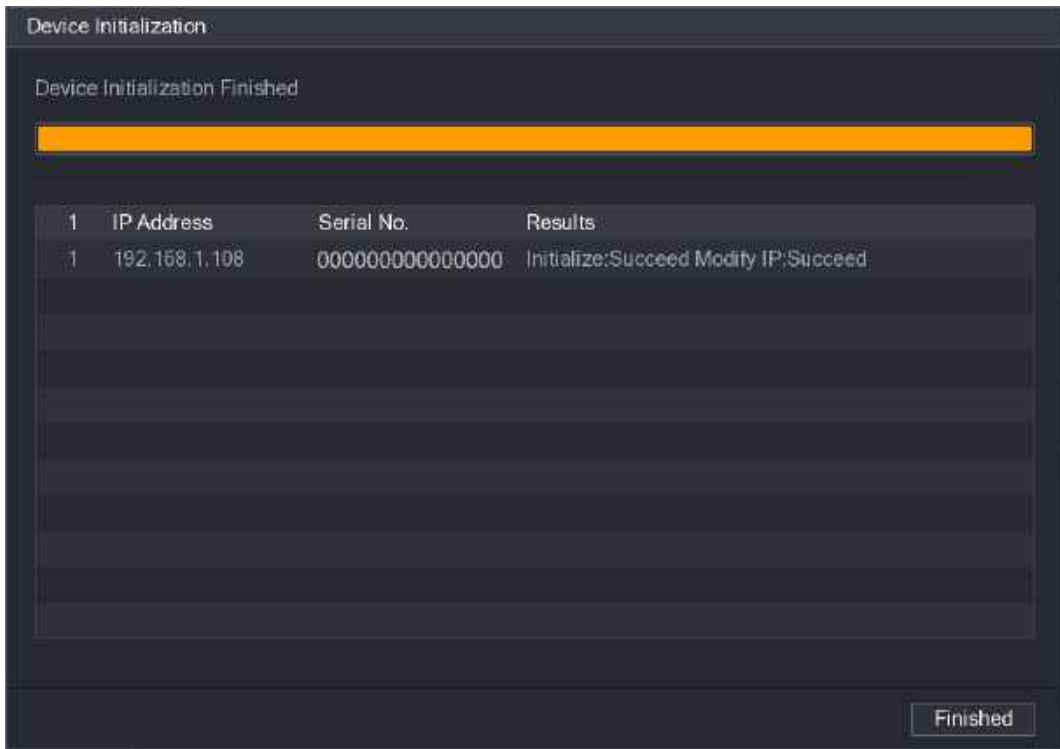 Device Initialization
Device Initialization Finished
1 IP Address Serial No. Results
1 192.168.1.108 000000000000000 Initialize:Succeed Modify IP:Succeed
Finished